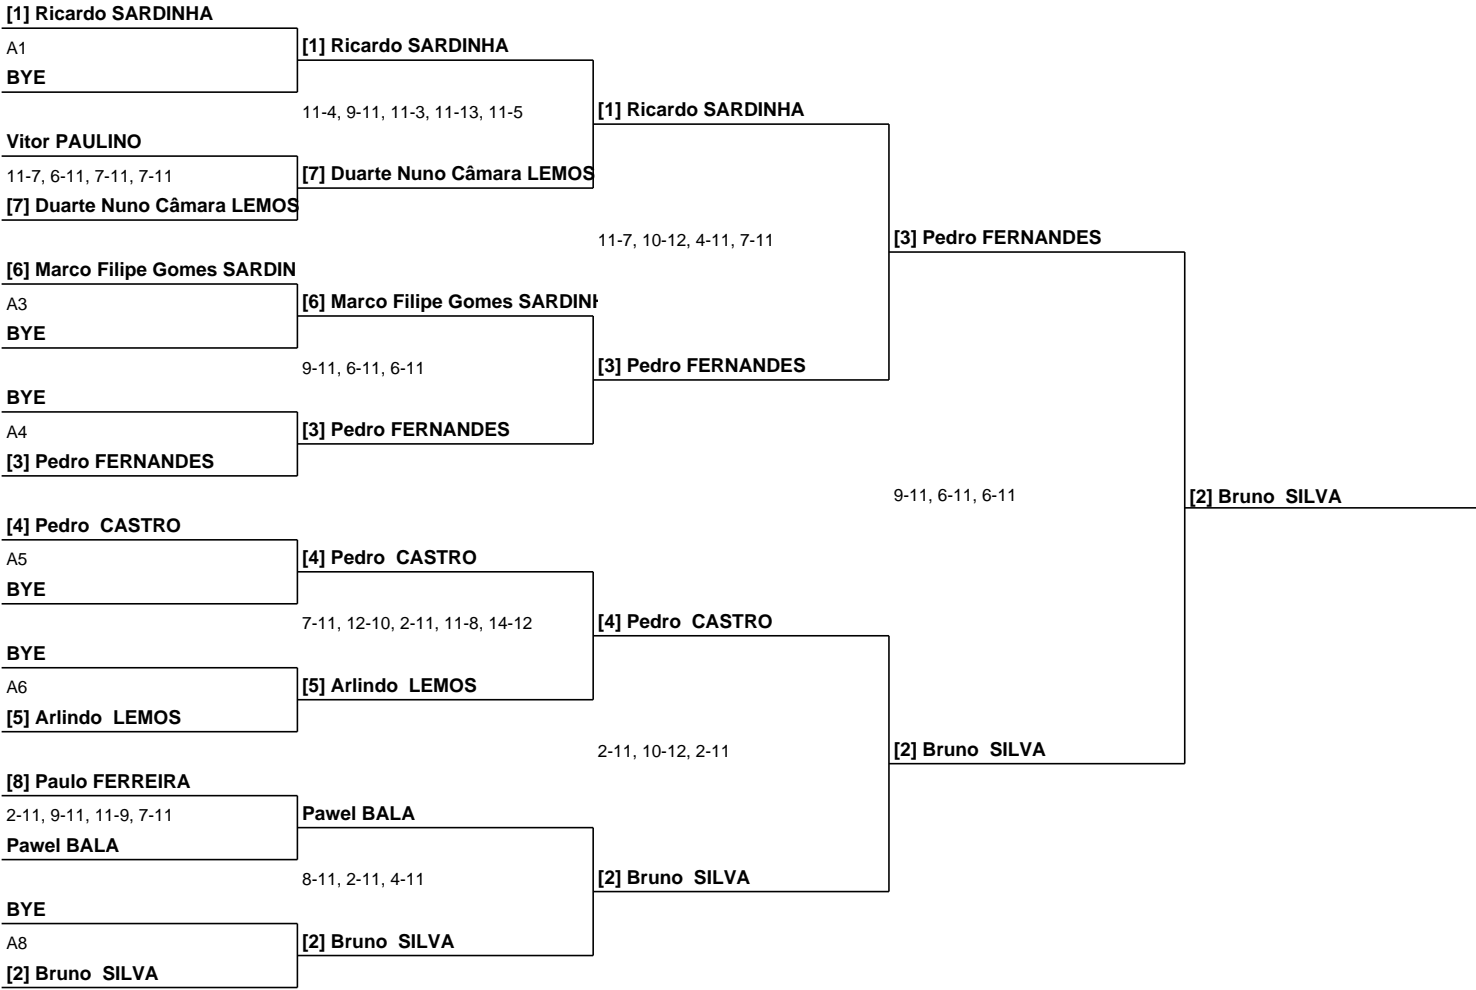 [1] Ricardo SARDINHA
A1
[1] Ricardo SARDINHA
BYE
11-4, 9-11, 11-3, 11-13, 11-5
[1] Ricardo SARDINHA
Vitor PAULINO
11-7, 6-11, 7-11, 7-11
[7] Duarte Nuno Câmara LEMOS
[7] Duarte Nuno Câmara LEMOS
11-7, 10-12, 4-11, 7-11
[3] Pedro FERNANDES
[6] Marco Filipe Gomes SARDIN
A3
[6] Marco Filipe Gomes SARDINH
BYE
9-11, 6-11, 6-11
[3] Pedro FERNANDES
BYE
A4
[3] Pedro FERNANDES
[3] Pedro FERNANDES
9-11, 6-11, 6-11
[2] Bruno  SILVA
[4] Pedro  CASTRO
A5
[4] Pedro  CASTRO
BYE
7-11, 12-10, 2-11, 11-8, 14-12
[4] Pedro  CASTRO
BYE
A6
[5] Arlindo  LEMOS
[5] Arlindo  LEMOS
2-11, 10-12, 2-11
[2] Bruno  SILVA
[8] Paulo FERREIRA
2-11, 9-11, 11-9, 7-11
Pawel BALA
Pawel BALA
8-11, 2-11, 4-11
[2] Bruno  SILVA
BYE
A8
[2] Bruno  SILVA
[2] Bruno  SILVA